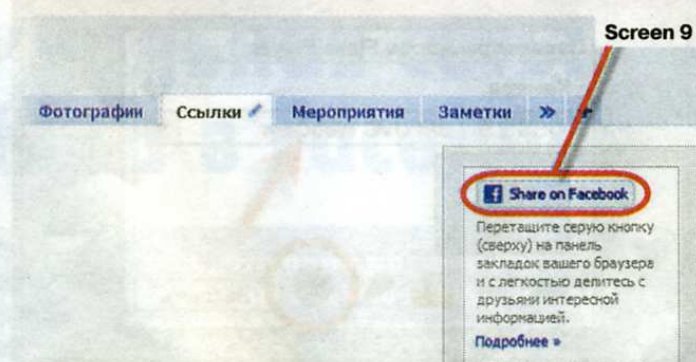 Screen 9
Фотографии Ссылки Мероприятия Заметки »
Share on Facebook
Перетащите серую кнопку
(сверху) на панель
закладок вашего браузера
и с легкостью делитесь с
друзьями интересной
информацией.
Подробнее »